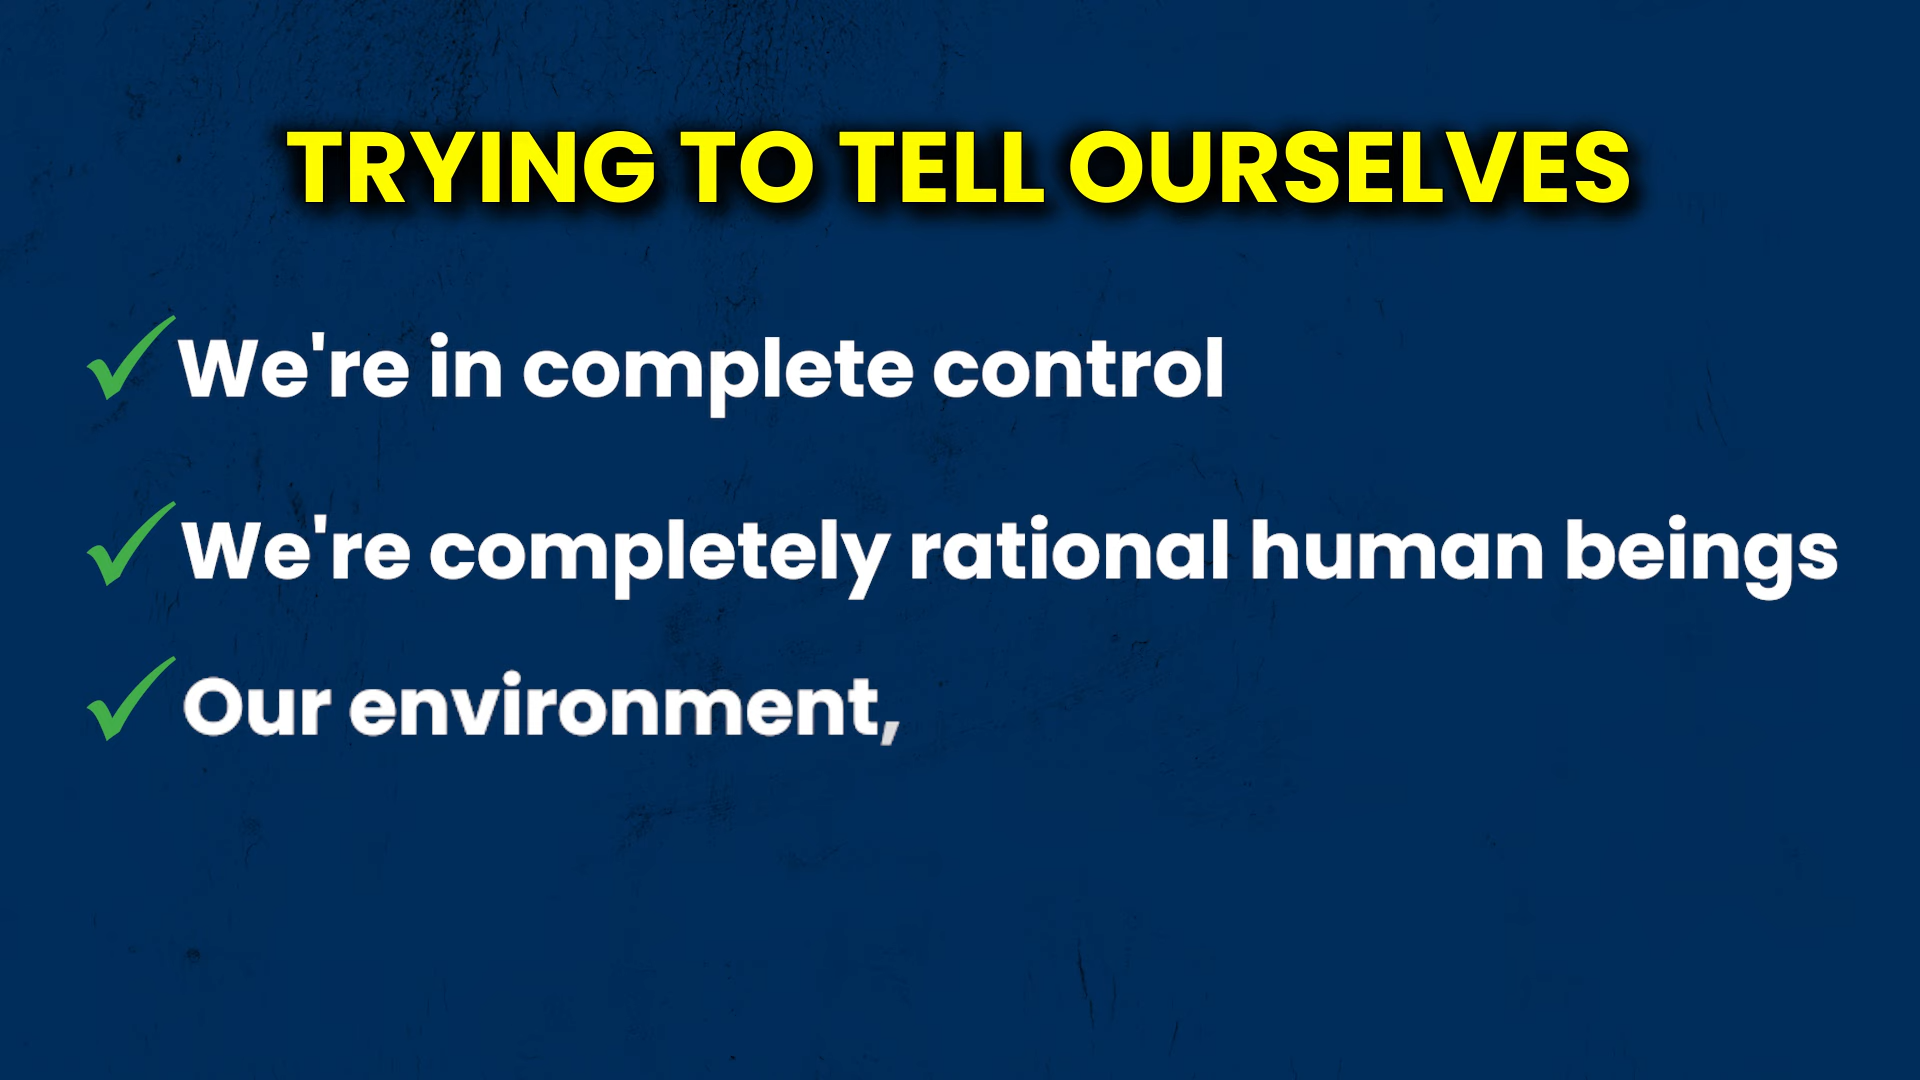 TRYING TO TELL OURSELVES
We're in complete control
We're completely rational human beings
Our environment,